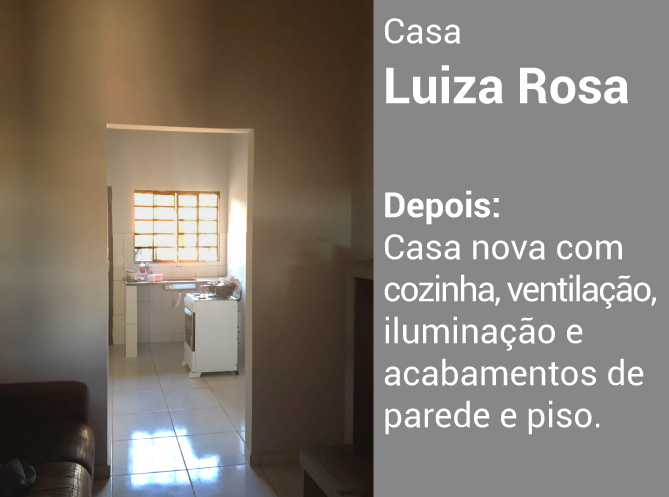 Casa
Luiza Rosa
Depois:
Casa nova com
cozinha, ventilação,
iluminação e
acabamentos de
parede e piso.